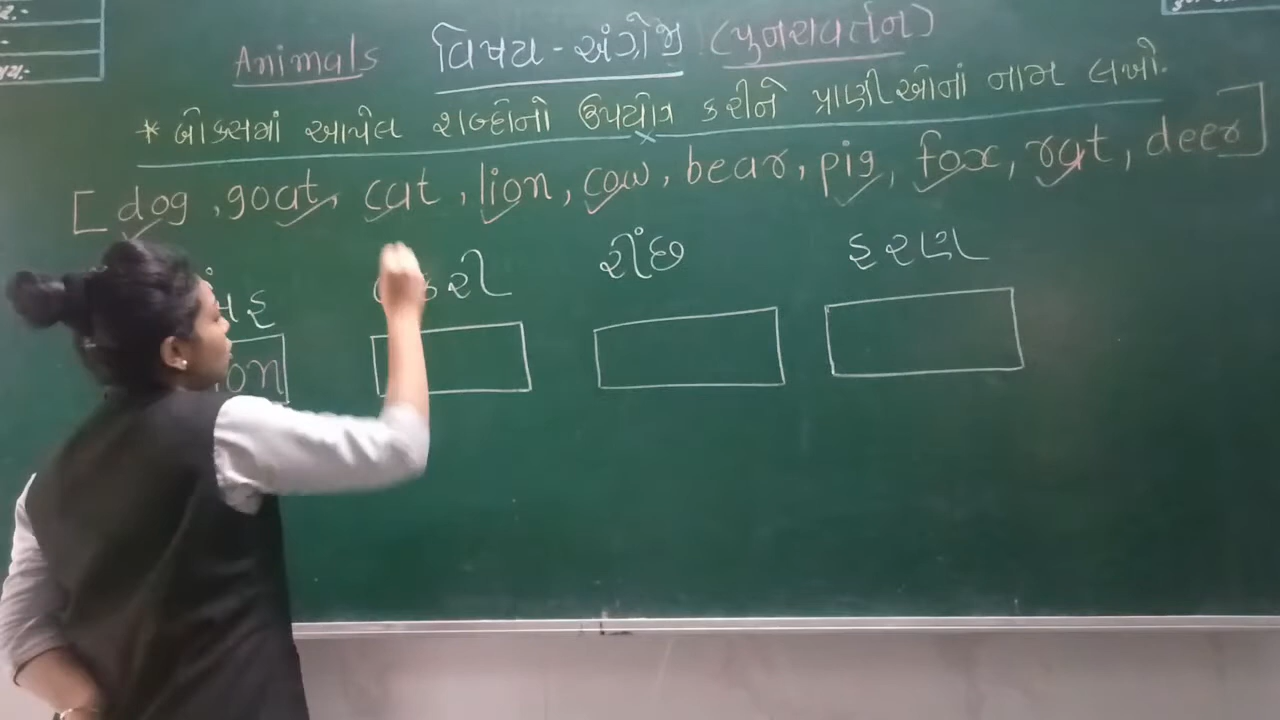 Animals વિષય - અંગ્રેજી (પુનરાવર્તન)
* બોક્સમાં આપેલ શબ્દોનો ઉપયોગ કરીને પ્રાણીઓનાં નામ લખો.
[ dog , goat , cat , lion , cow , bear , pig , fox , rat , deer ]
રીંછ હરણ